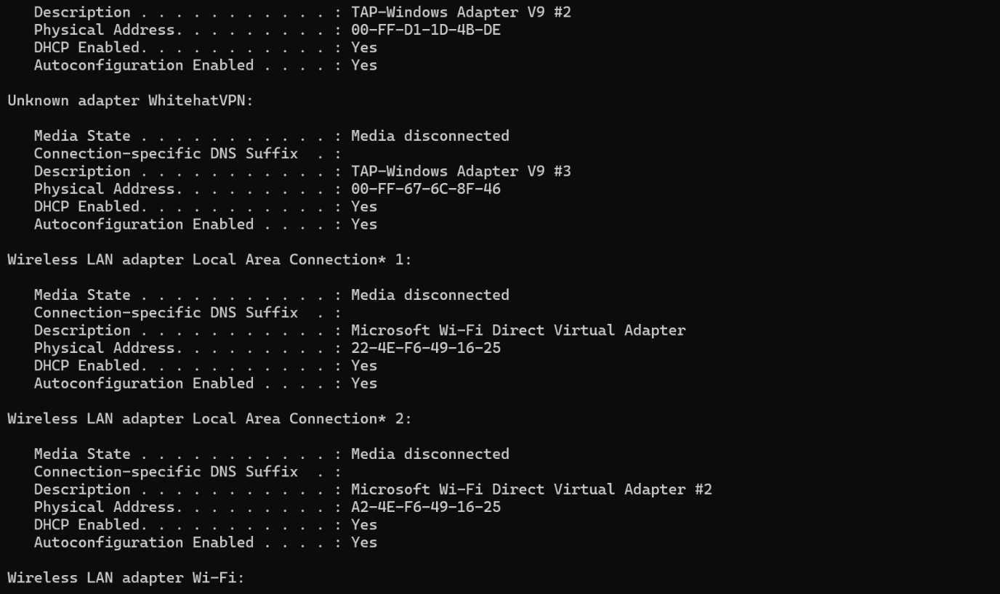 Description . . . . . . . . . . . : TAP-Windows Adapter V9 #2
Physical Address. . . . . . . . . : 00-FF-D1-1D-4B-DE
DHCP Enabled. . . . . . . . . . . : Yes
Autoconfiguration Enabled . . . . : Yes
Unknown adapter WhitehatVPN:
Media State . . . . . . . . . . . : Media disconnected
Connection-specific DNS Suffix  . :
Description . . . . . . . . . . . : TAP-Windows Adapter V9 #3
Physical Address. . . . . . . . . : 00-FF-67-6C-8F-46
DHCP Enabled. . . . . . . . . . . : Yes
Autoconfiguration Enabled . . . . : Yes
Wireless LAN adapter Local Area Connection* 1:
Media State . . . . . . . . . . . : Media disconnected
Connection-specific DNS Suffix  . :
Description . . . . . . . . . . . : Microsoft Wi-Fi Direct Virtual Adapter
Physical Address. . . . . . . . . : 22-4E-F6-49-16-25
DHCP Enabled. . . . . . . . . . . : Yes
Autoconfiguration Enabled . . . . : Yes
Wireless LAN adapter Local Area Connection* 2:
Media State . . . . . . . . . . . : Media disconnected
Connection-specific DNS Suffix  . :
Description . . . . . . . . . . . : Microsoft Wi-Fi Direct Virtual Adapter #2
Physical Address. . . . . . . . . : A2-4E-F6-49-16-25
DHCP Enabled. . . . . . . . . . . : Yes
Autoconfiguration Enabled . . . . : Yes
Wireless LAN adapter Wi-Fi: